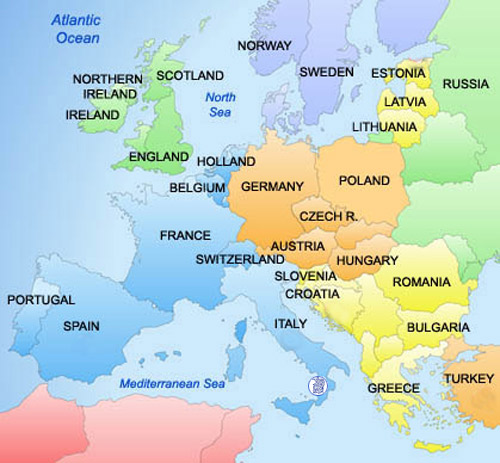 Atlantic
Ocean
NORWAY
SWEDEN
ESTONIA
RUSSIA
LATVIA
LITHUANIA
NORTHERN
IRELAND
SCOTLAND
IRELAND
North
Sea
ENGLAND
HOLLAND
BELGIUM
GERMANY
POLAND
CZECH R.
FRANCE
AUSTRIA
SWITZERLAND
HUNGARY
SLOVENIA
ROMANIA
CROATIA
PORTUGAL
SPAIN
ITALY
BULGARIA
Mediterranean Sea
GREECE
TURKEY